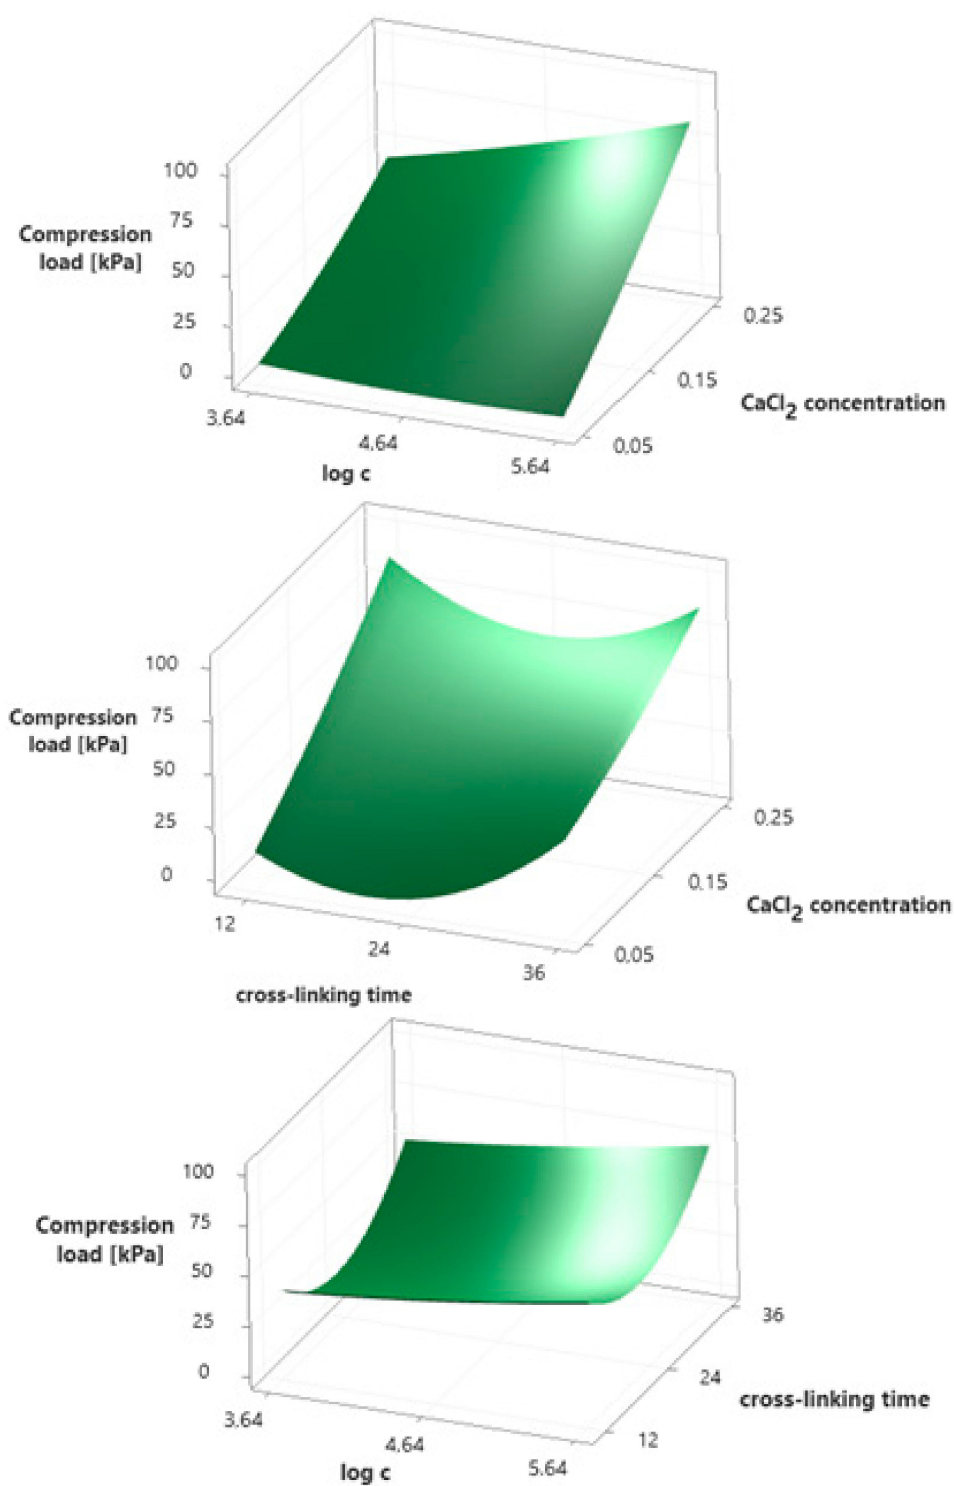 100
75
Compression
load [kPa]
50
25
0
3.64
4.64
5.64
log c
0.25
0.15
CaCl2 concentration
0.05
100
75
Compression
load [kPa]
50
25
0
12
24
36
cross-linking time
0.25
0.15
CaCl2 concentration
0.05
100
75
Compression
load [kPa]
50
25
0
3.64
4.64
5.64
log c
36
24
cross-linking time
12